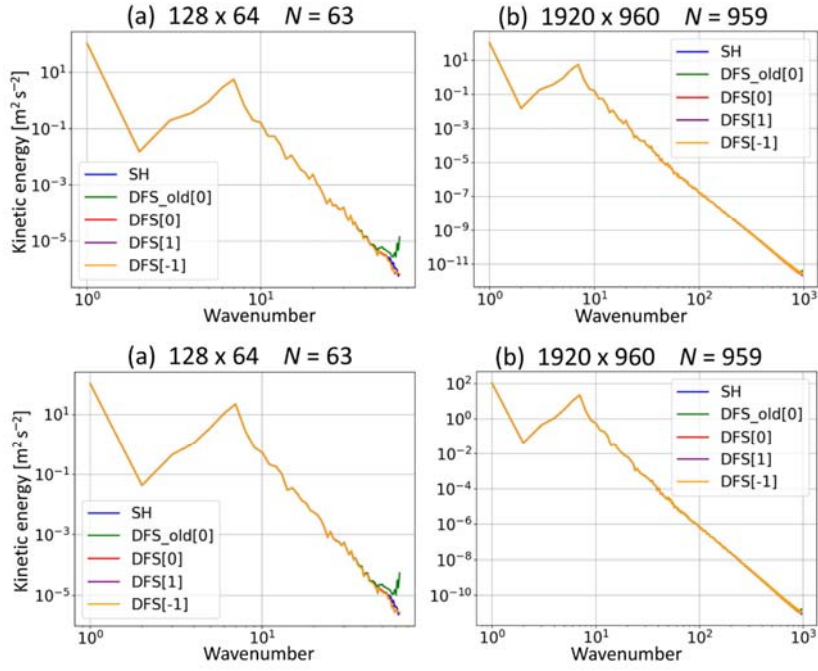 (a) 128 x 64 N = 63
Kinetic energy [m² s⁻²]
10¹
10⁻¹
10⁻³
10⁻⁵
SH
DFS_old[0]
DFS[0]
DFS[1]
DFS[-1]
10⁰
10¹
Wavenumber
(b) 1920 x 960 N = 959
10¹
10⁻¹
10⁻³
10⁻⁵
10⁻⁷
10⁻⁹
10⁻¹¹
SH
DFS_old[0]
DFS[0]
DFS[1]
DFS[-1]
10⁰
10¹
10²
10³
Wavenumber
(a) 128 x 64 N = 63
Kinetic energy [m² s⁻²]
10¹
10⁻¹
10⁻³
10⁻⁵
SH
DFS_old[0]
DFS[0]
DFS[1]
DFS[-1]
10⁰
10¹
Wavenumber
(b) 1920 x 960 N = 959
10²
10⁰
10⁻²
10⁻⁴
10⁻⁶
10⁻⁸
10⁻¹⁰
SH
DFS_old[0]
DFS[0]
DFS[1]
DFS[-1]
10⁰
10¹
10²
10³
Wavenumber